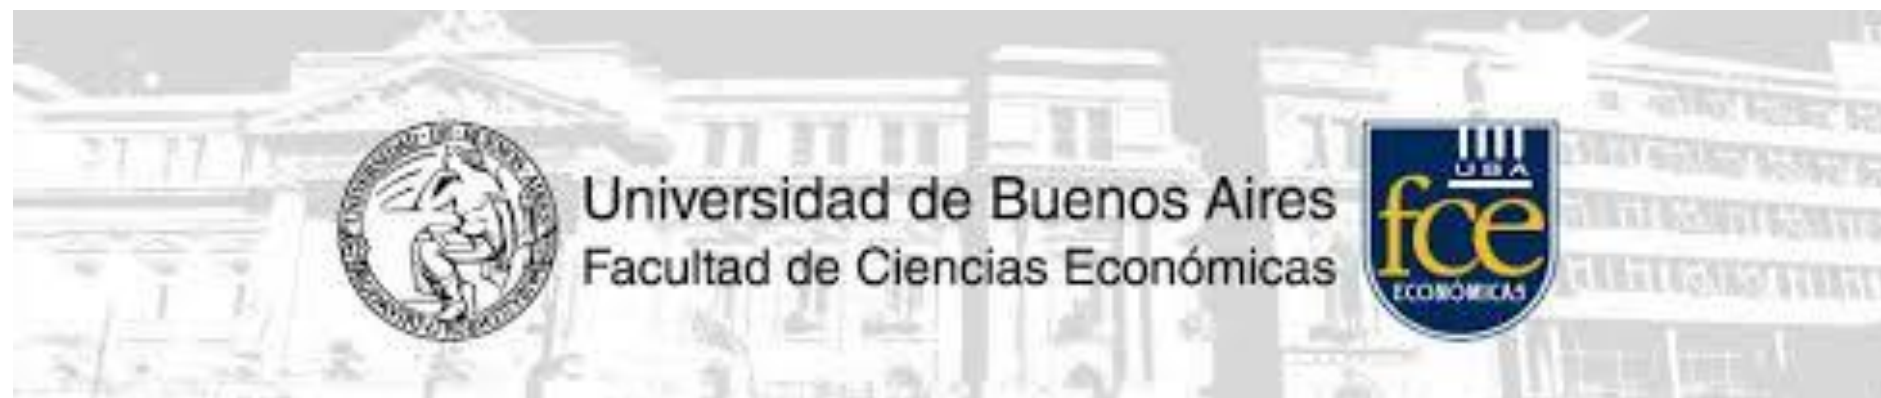 Universidad de Buenos Aires
Facultad de Ciencias Económicas
UBA
fce
ECONÓMICAS